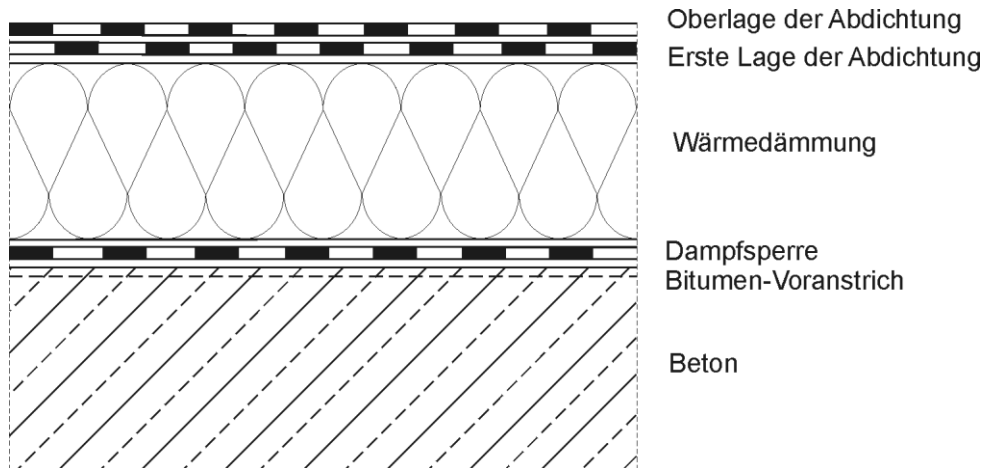 Oberlage der Abdichtung
Erste Lage der Abdichtung
Wärmedämmung
Dampfsperre
Bitumen-Voranstrich
Beton